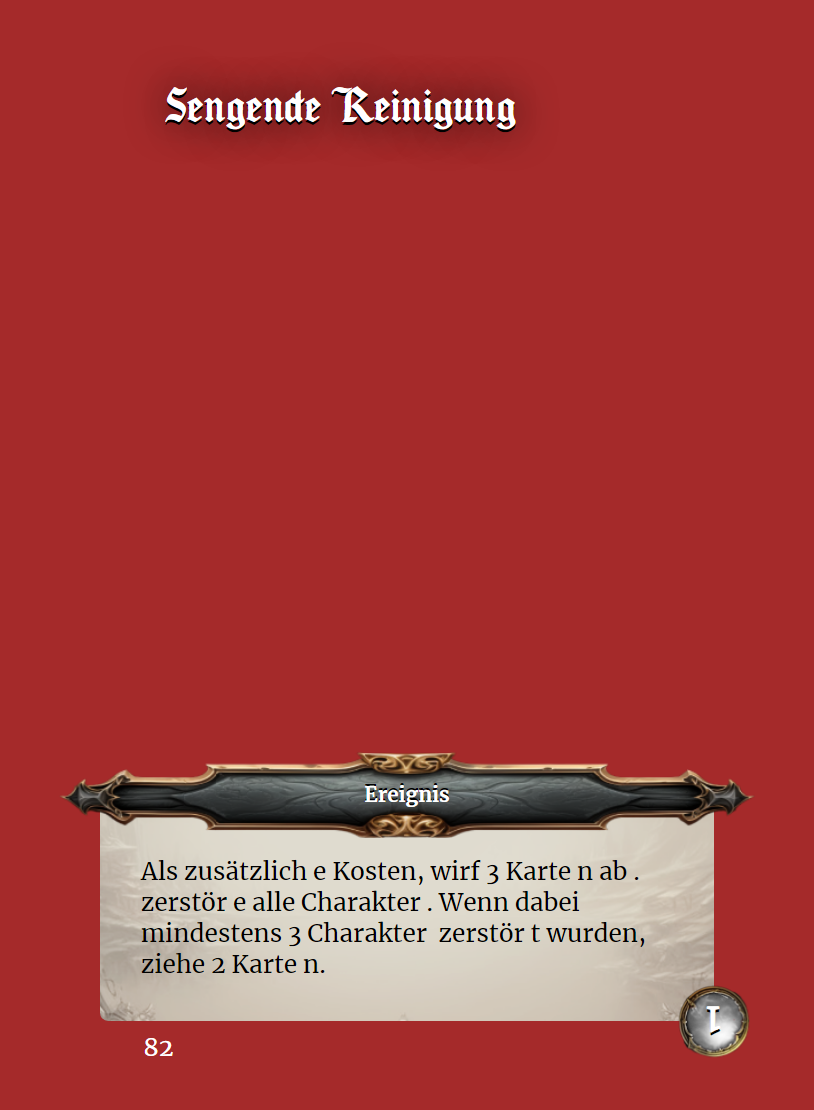 Sengende Reinigung
Ereignis
Als zusätzlich e Kosten, wirf 3 Karte n ab .
zerstör e alle Charakter . Wenn dabei
mindestens 3 Charakter  zerstör t wurden,
ziehe 2 Karte n.
1
82